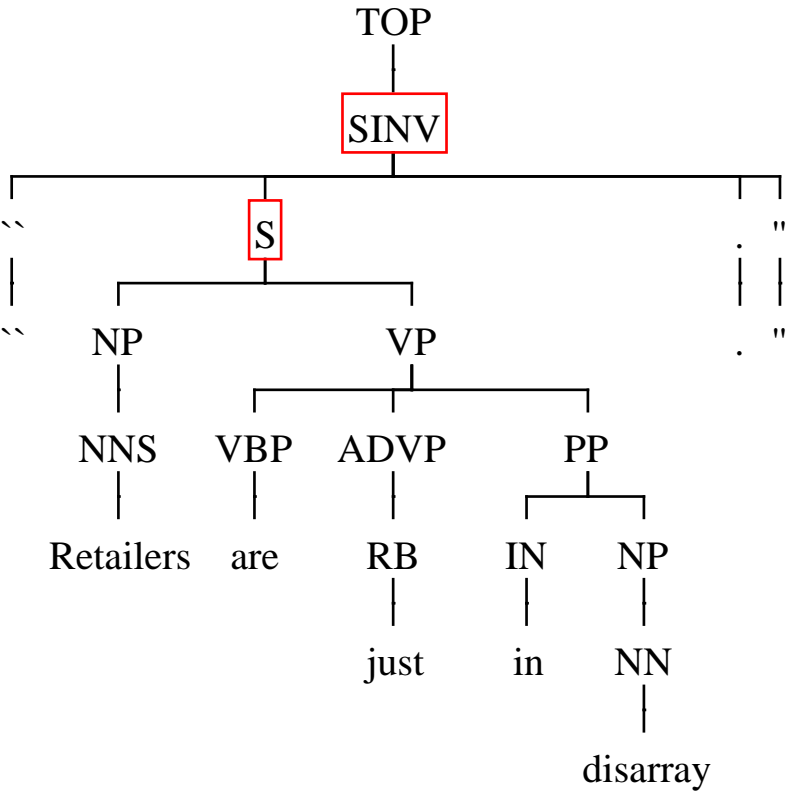 TOP
SINV
`` S . "
`` NP VP . "
NNS VBP ADVP PP
Retailers are RB IN NP
just in NN
disarray